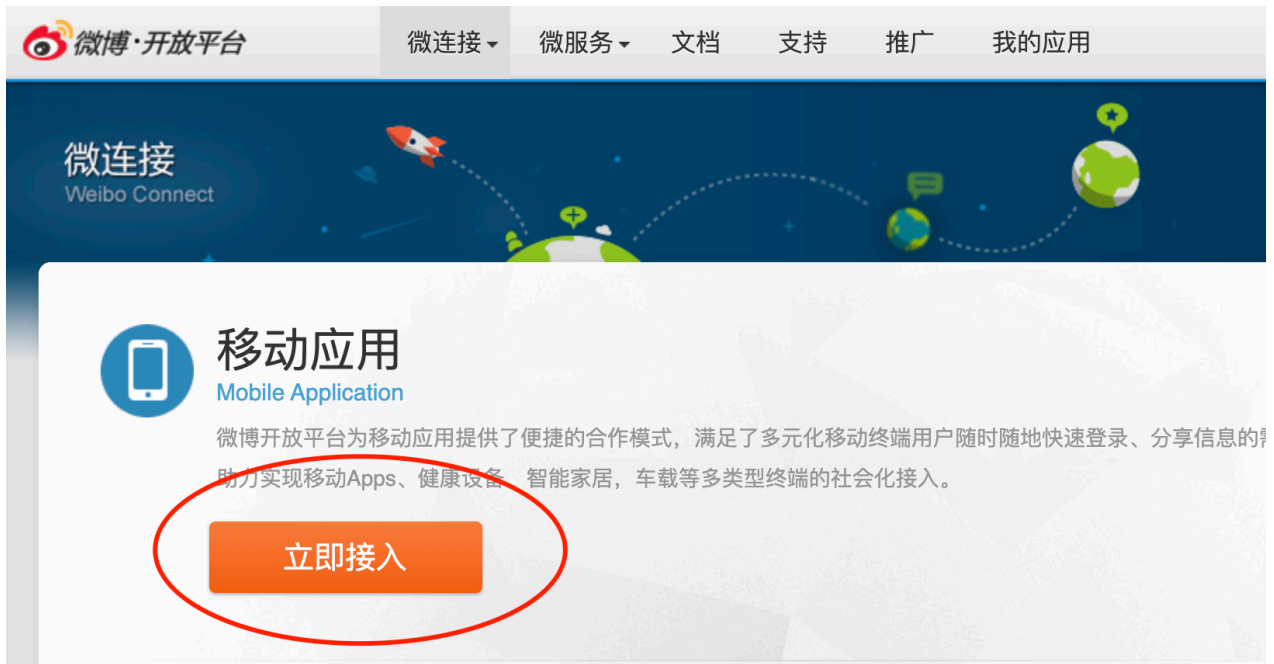 微博·开放平台 微连接 微服务 文档 支持 推广 我的应用
微连接
Weibo Connect
移动应用
Mobile Application
微博开放平台为移动应用提供了便捷的合作模式，满足了多元化移动终端用户随时随地快速登录、分享信息的
助力实现移动Apps、健康设备、智能家居，车载等多类型终端的社会化接入。
立即接入